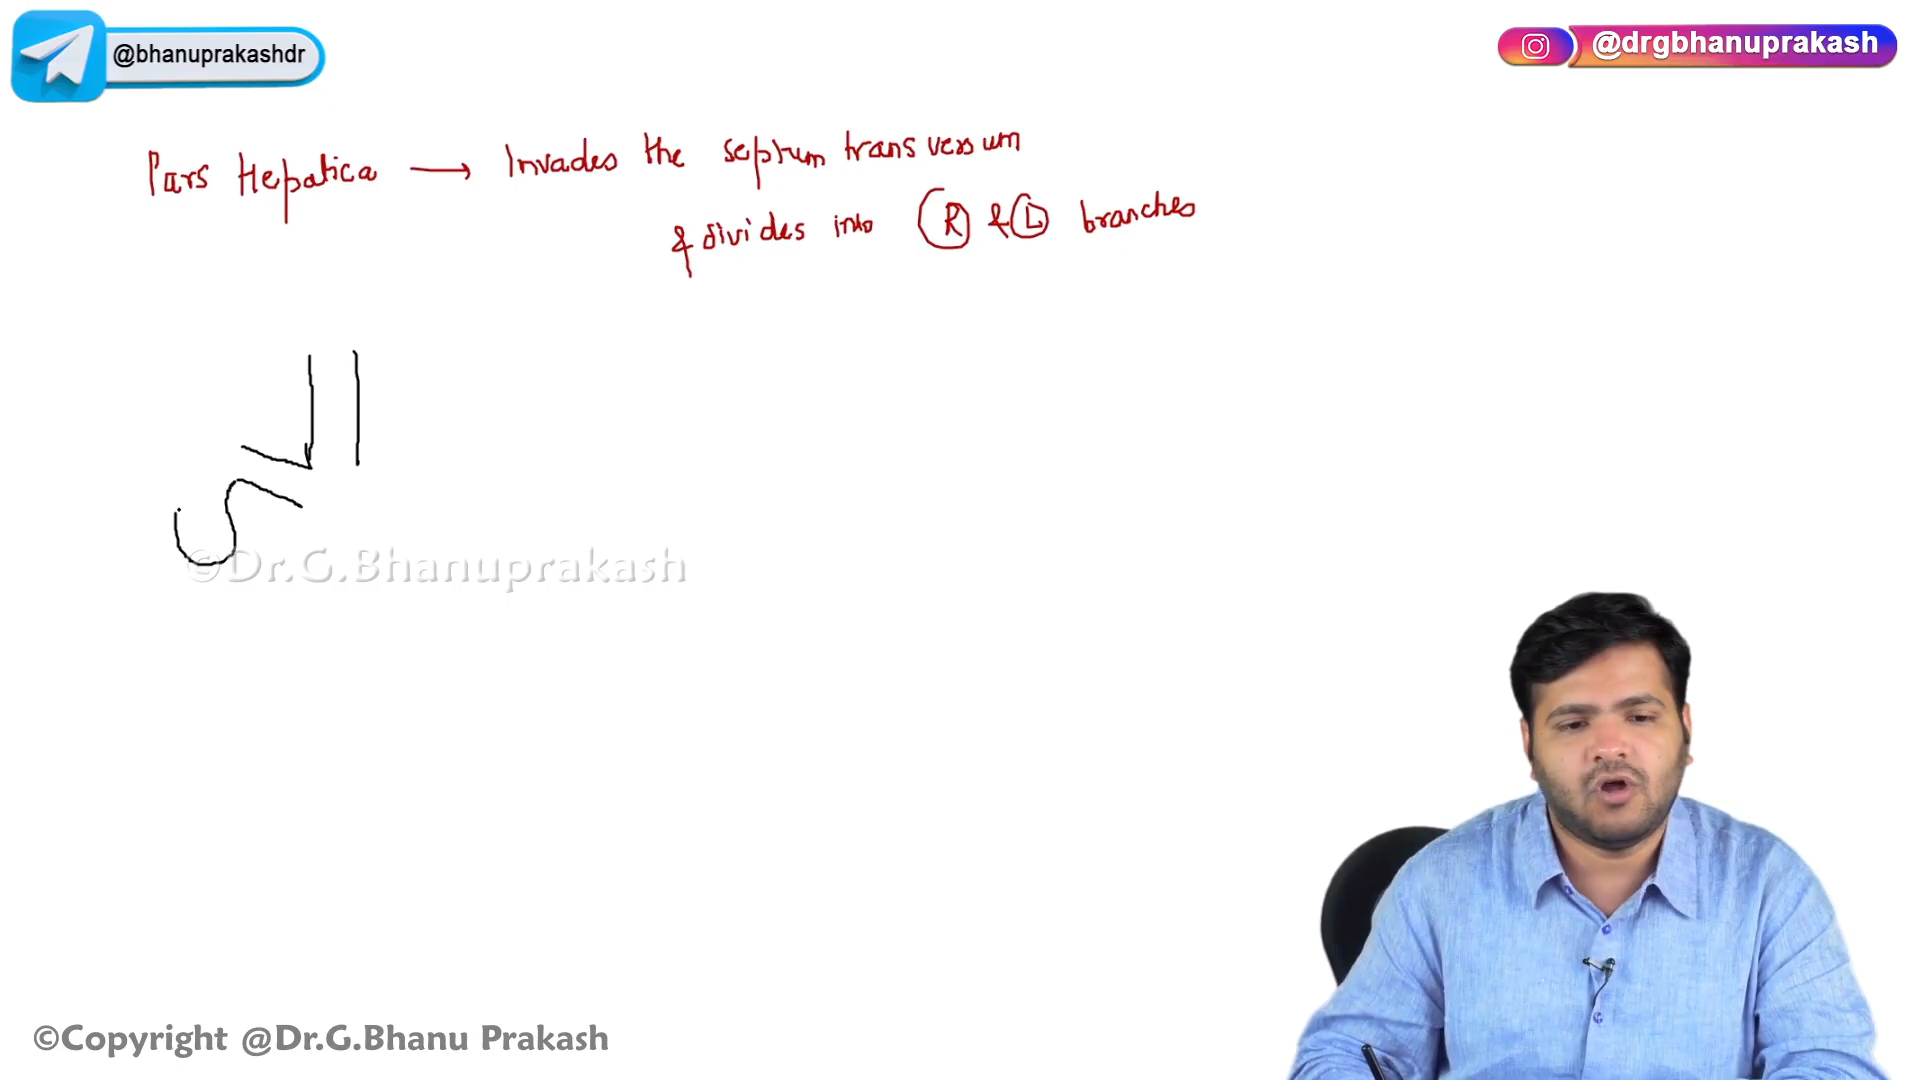 @bhanuprakashdr
@drgbhanuprakash
Pars Hepatica → Invades the septum transversum
& divides into R & L branches
©Dr.G.Bhanuprakash
©Copyright @Dr.G.Bhanu Prakash